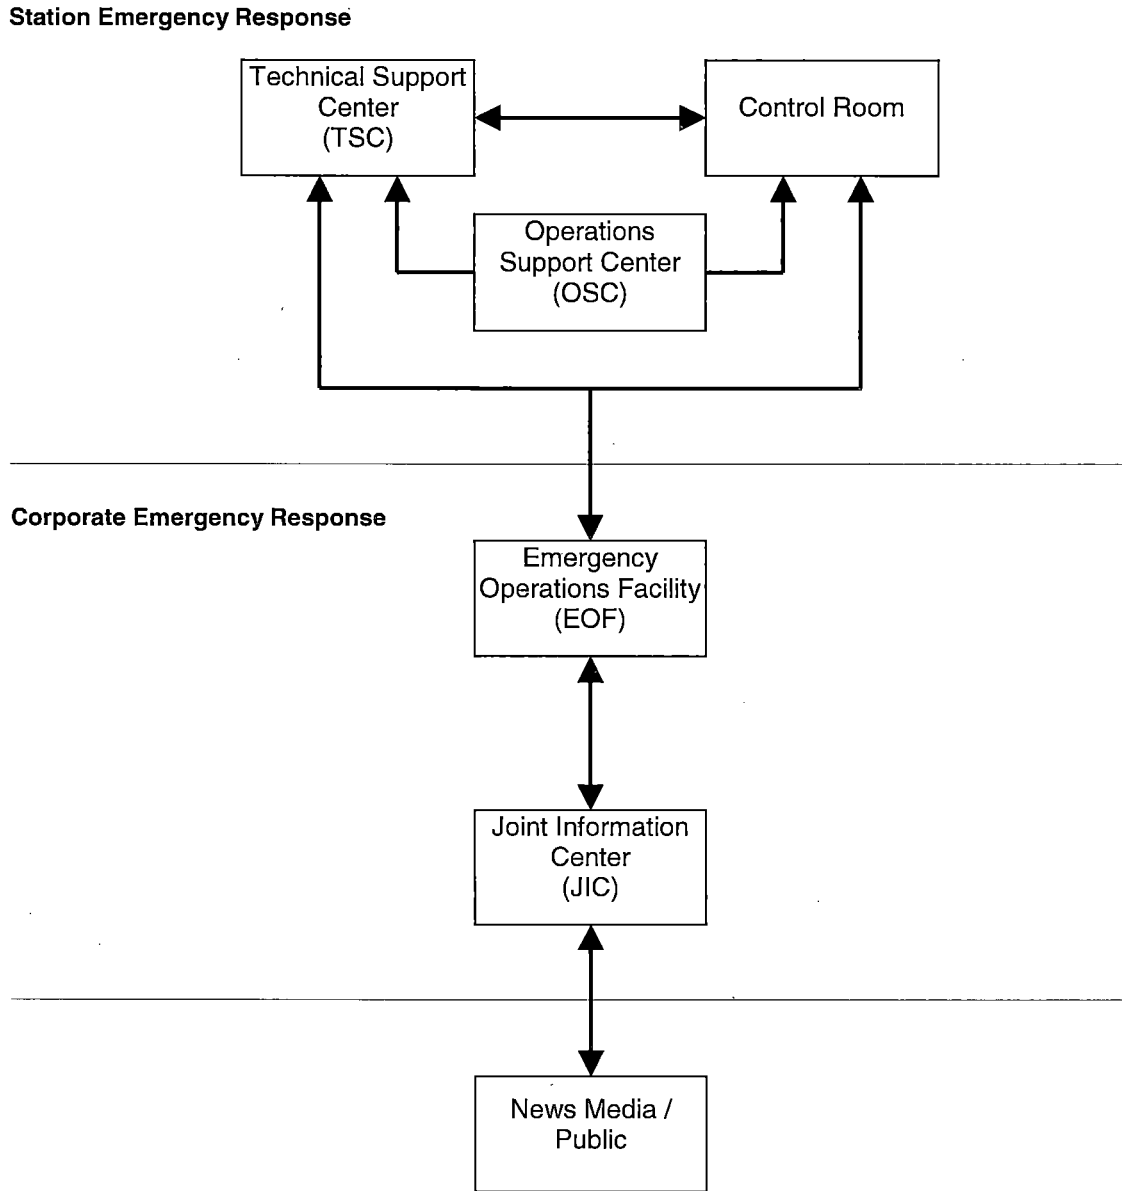 Station Emergency Response
Technical Support
Center
(TSC)
Control Room
Operations
Support Center
(OSC)
Corporate Emergency Response
Emergency
Operations Facility
(EOF)
Joint Information
Center
(JIC)
News Media /
Public